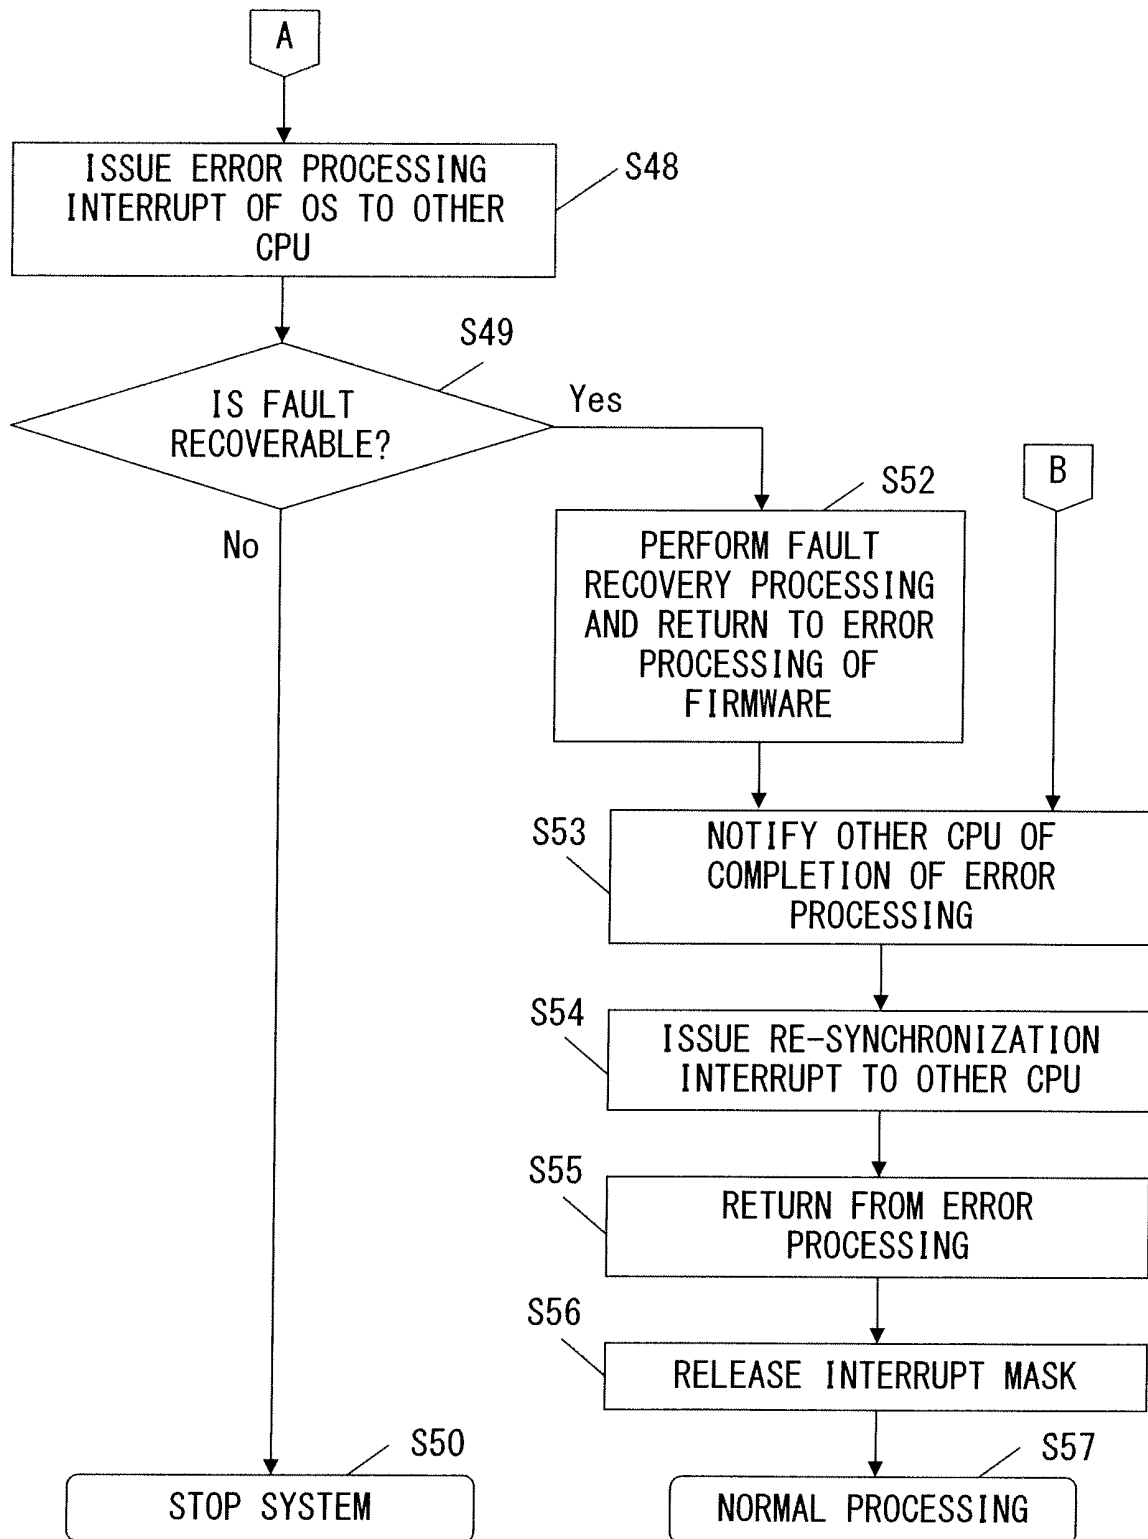 A
ISSUE ERROR PROCESSING
INTERRUPT OF OS TO OTHER
CPU
S48
S49
IS FAULT
RECOVERABLE?
Yes
No
B
S52
PERFORM FAULT
RECOVERY PROCESSING
AND RETURN TO ERROR
PROCESSING OF
FIRMWARE
S53
NOTIFY OTHER CPU OF
COMPLETION OF ERROR
PROCESSING
S54
ISSUE RE-SYNCHRONIZATION
INTERRUPT TO OTHER CPU
S55
RETURN FROM ERROR
PROCESSING
S56
RELEASE INTERRUPT MASK
S50
STOP SYSTEM
S57
NORMAL PROCESSING